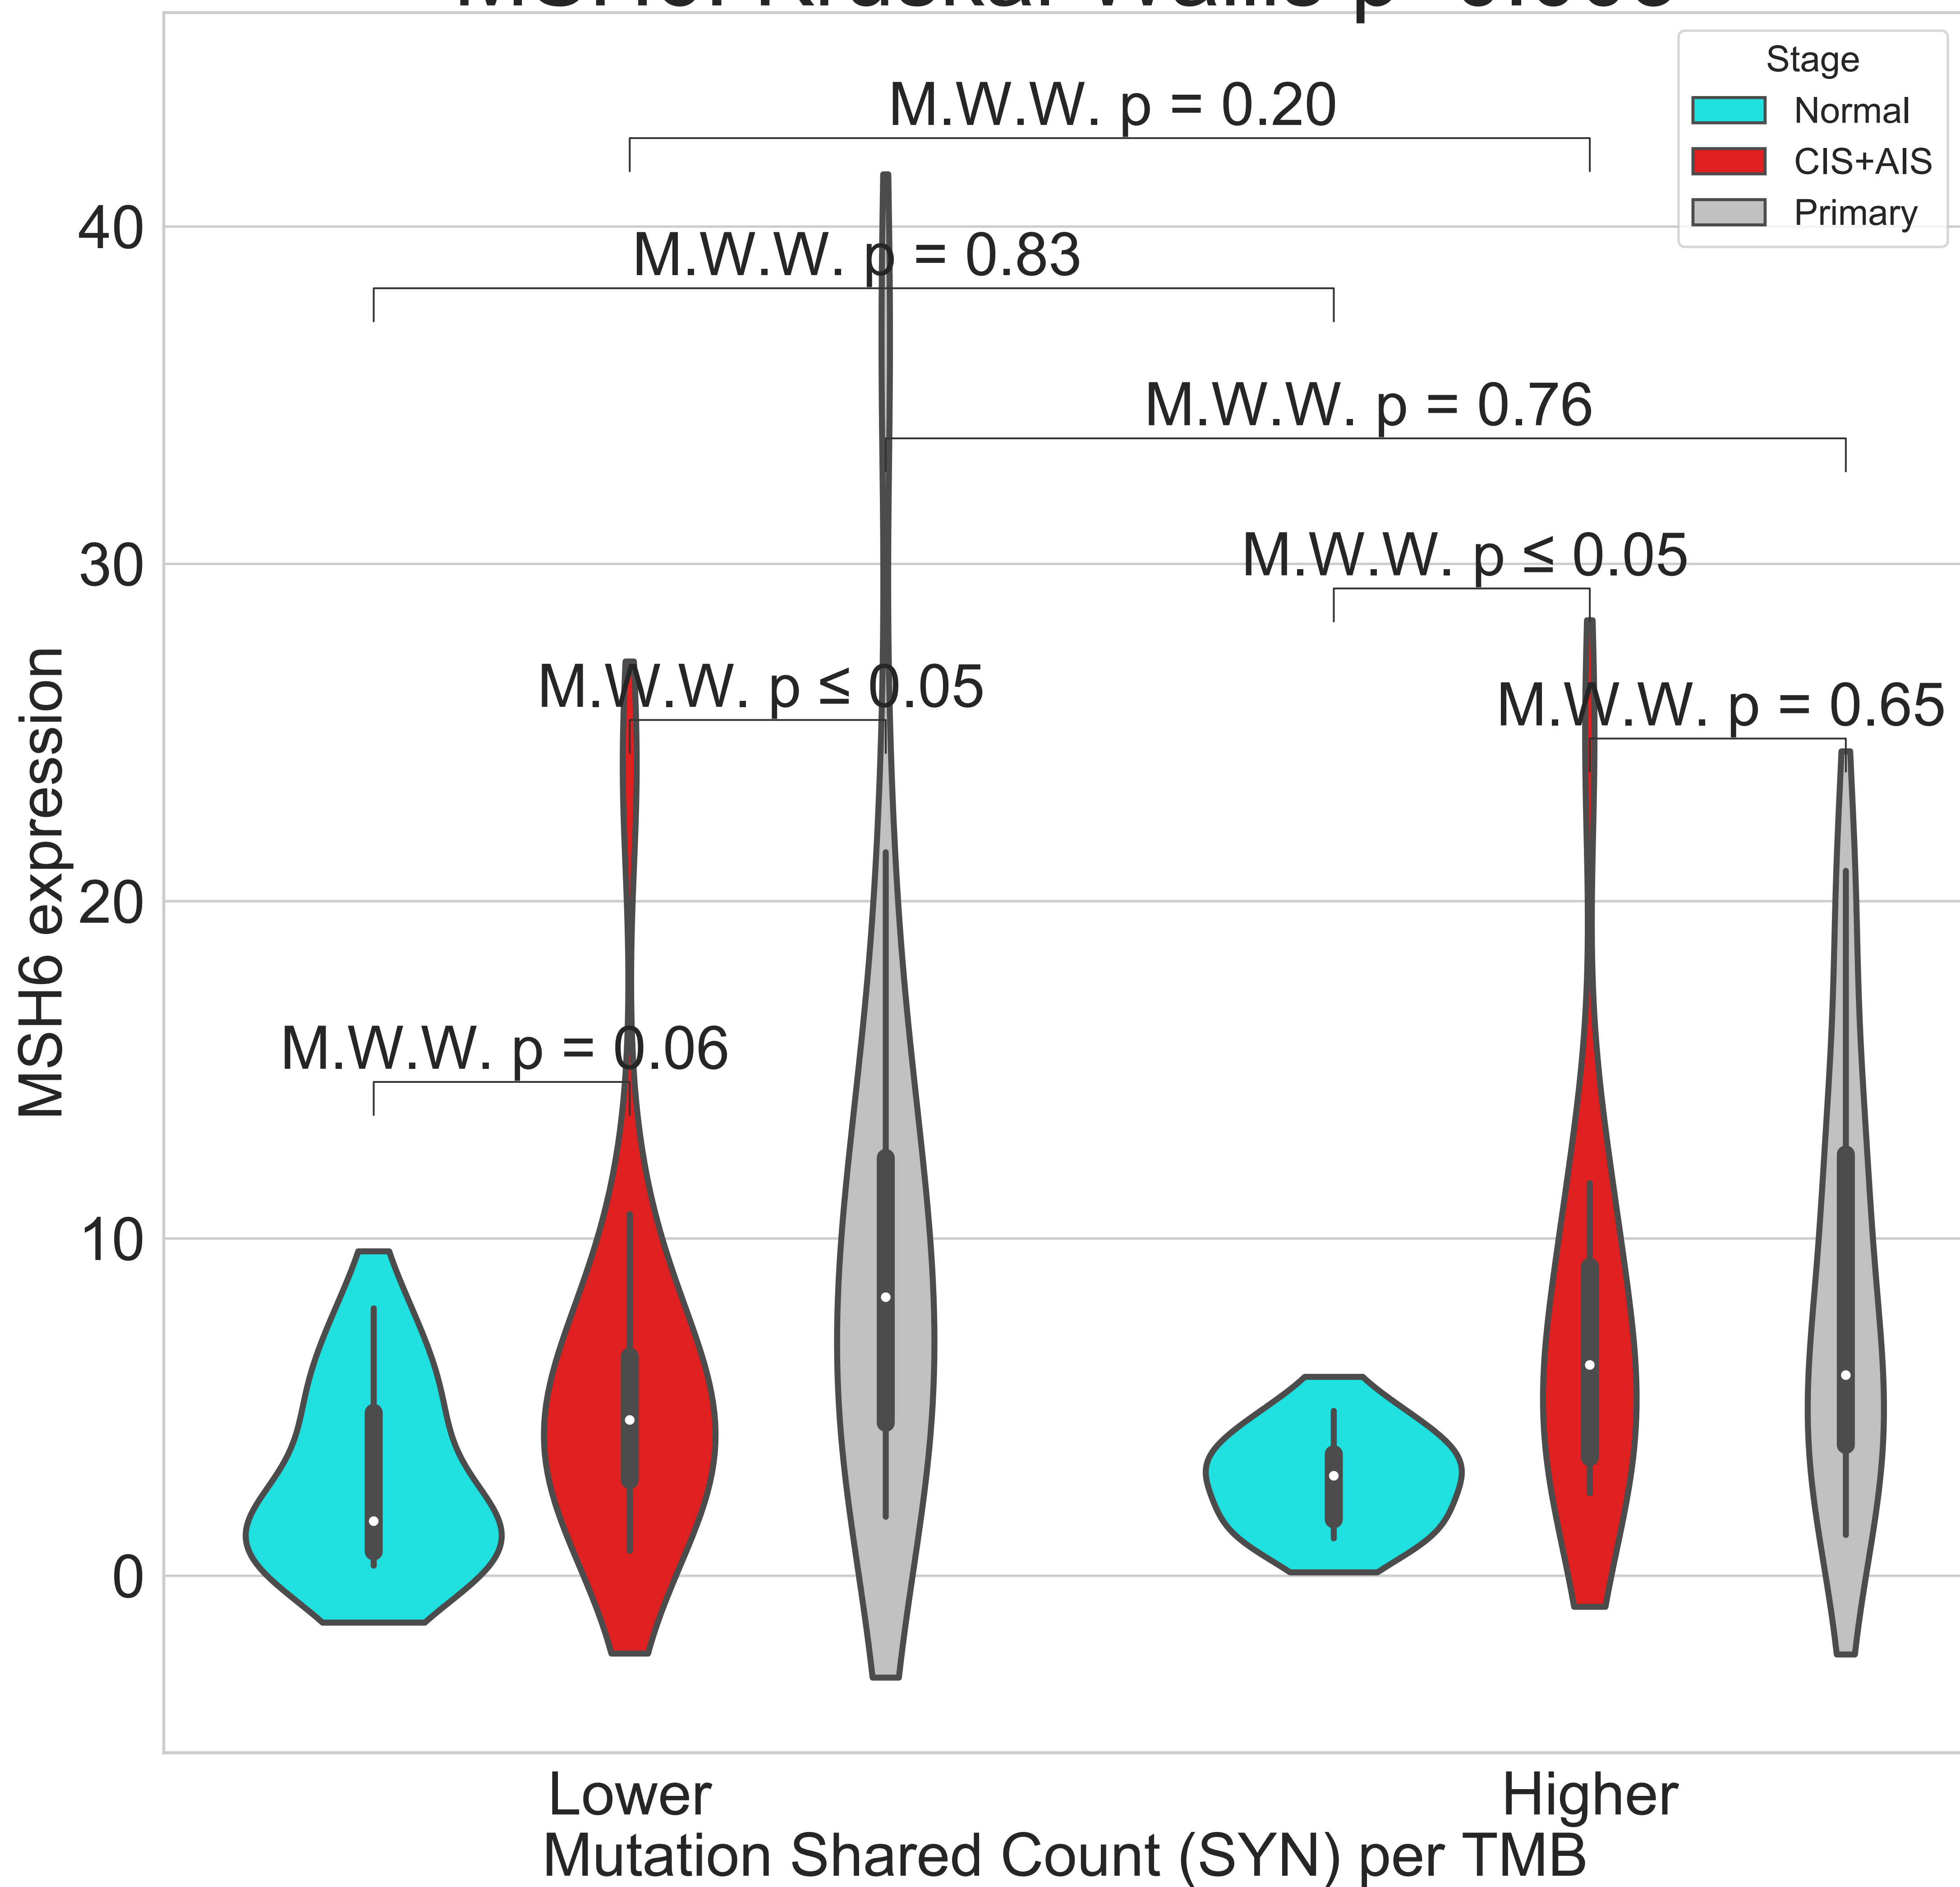 Stage
Normal
CIS+AIS
Primary
M.W.W. p = 0.20
M.W.W. p = 0.83
M.W.W. p = 0.76
M.W.W. p ≤ 0.05
M.W.W. p ≤ 0.05
M.W.W. p = 0.65
M.W.W. p = 0.06
40
30
20
10
0
MSH6 expression
Lower
Higher
Mutation Shared Count (SYN) per TMB